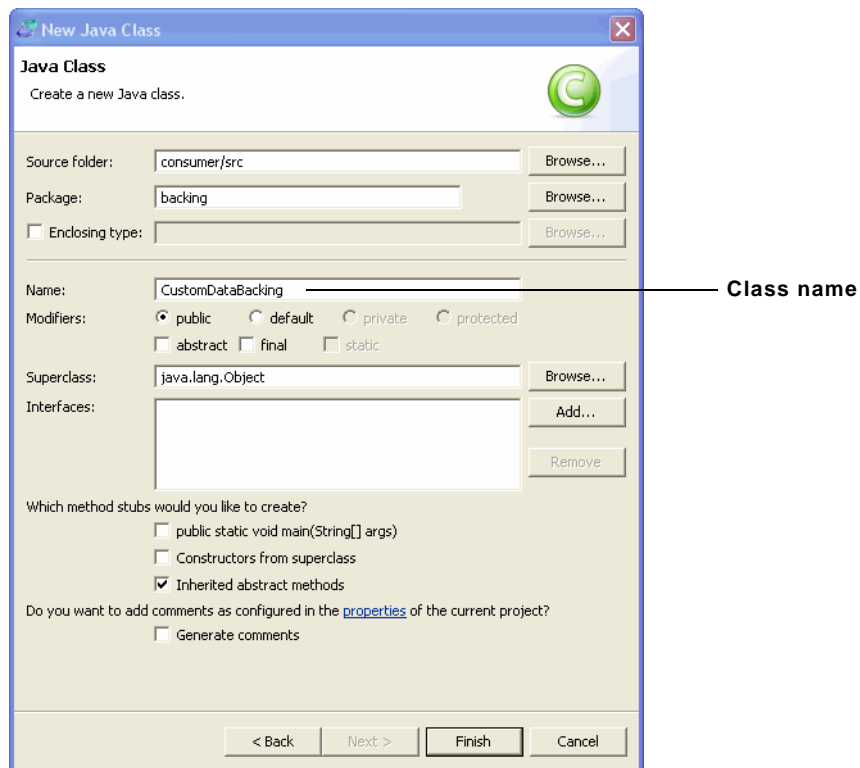 New Java Class
Java Class
Create a new Java class.
C
Source folder: consumer/src Browse...
Package: backing Browse...
Enclosing type: Browse...
Name: CustomDataBacking Class name
Modifiers: public default private protected
abstract final static
Superclass: java.lang.Object Browse...
Interfaces: Add...
Remove
Which method stubs would you like to create?
public static void main(String[] args)
Constructors from superclass
Inherited abstract methods
Do you want to add comments as configured in the properties of the current project?
Generate comments
< Back Next > Finish Cancel